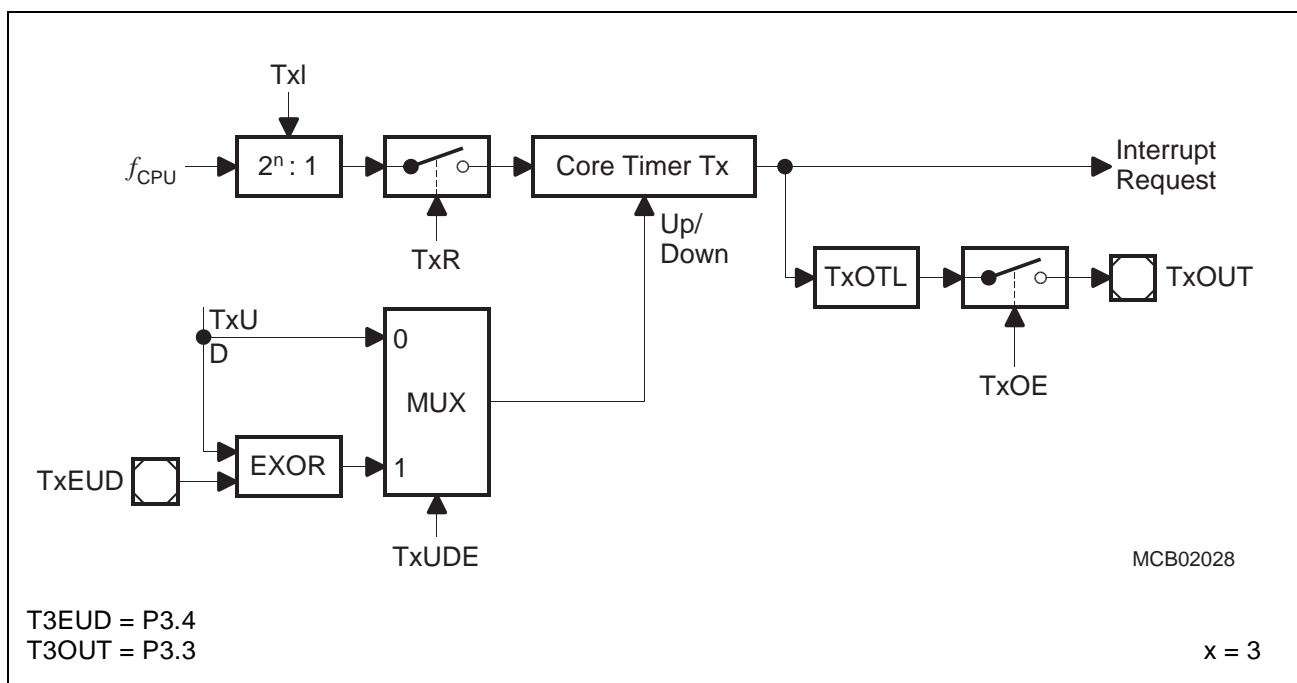 TxI
f CPU
2ⁿ : 1
Core Timer Tx
Interrupt
Request
TxR
Up/
Down
TxOTL
TxOUT
TxU
D
0
MUX
TxOE
TxEUD
EXOR
1
TxUDE
MCB02028
T3EUD = P3.4
T3OUT = P3.3
x = 3